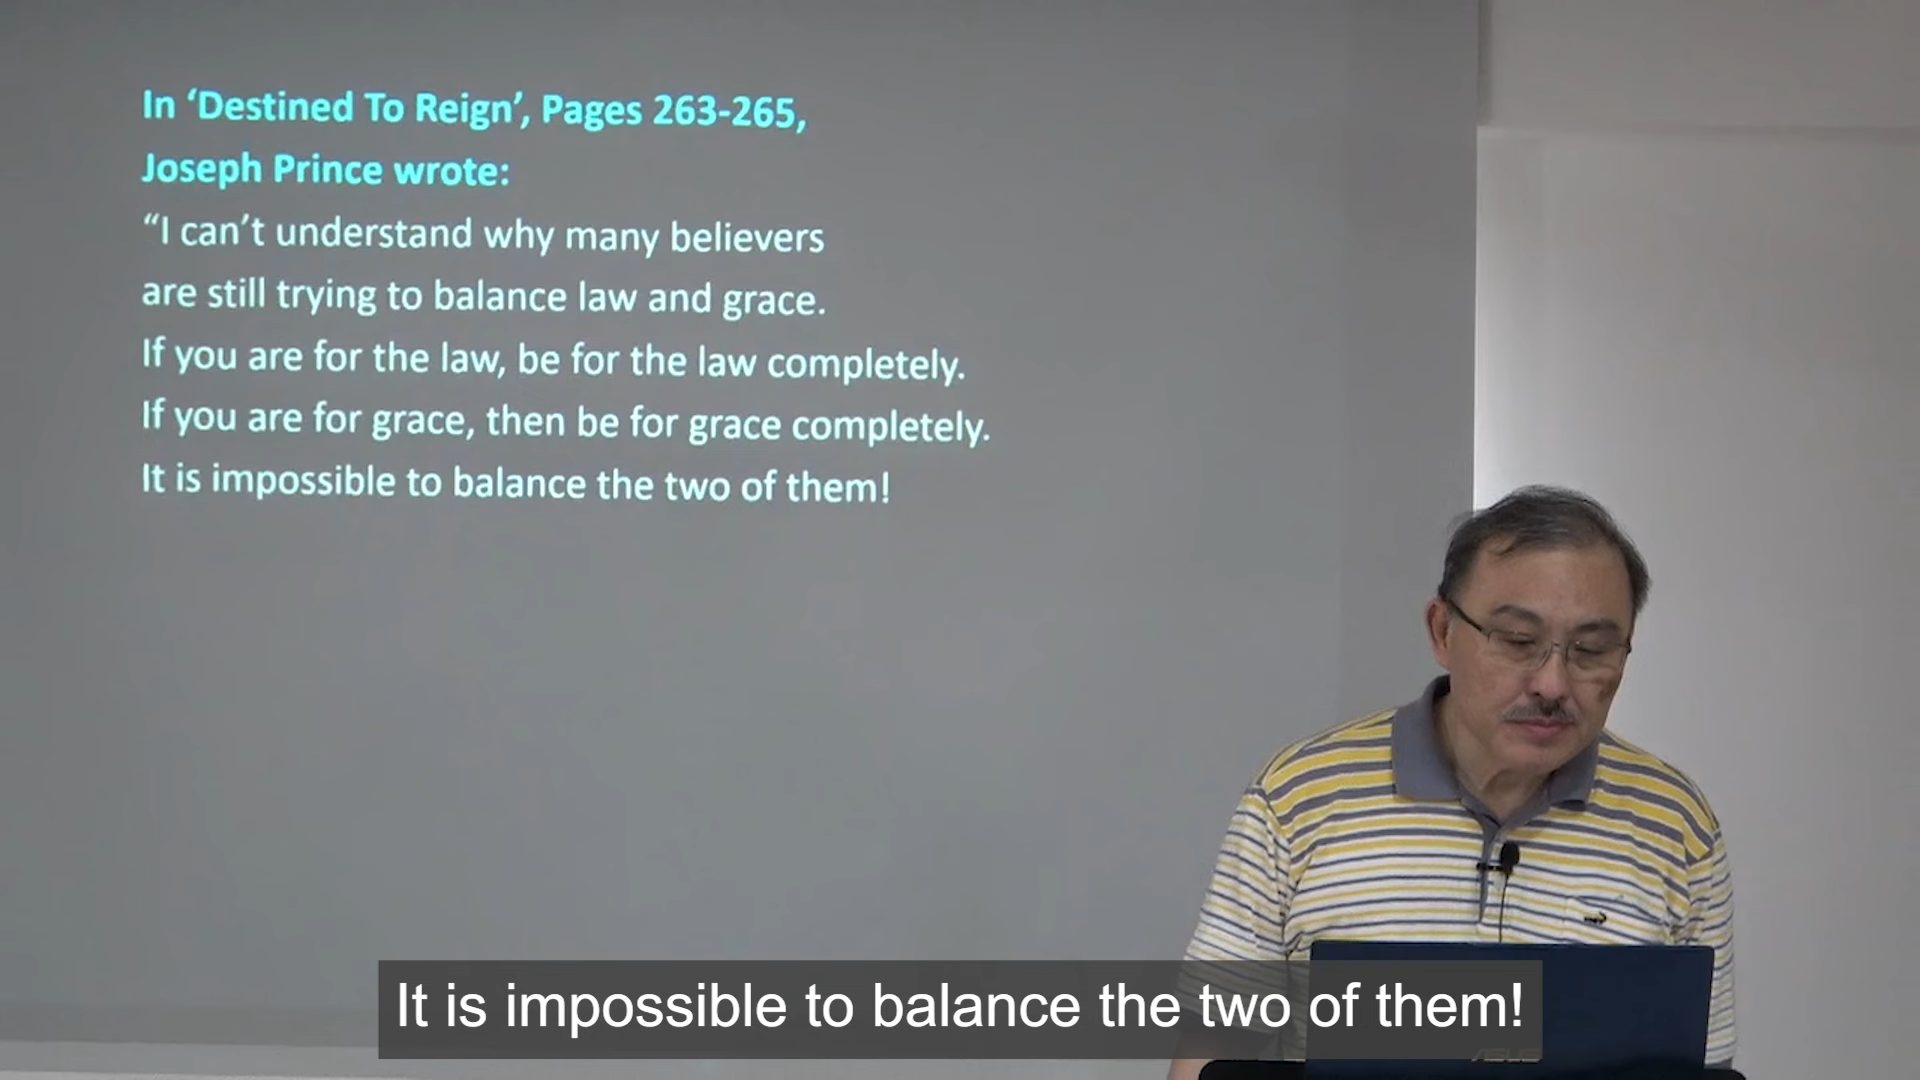 In ‘Destined To Reign’, Pages 263-265,
Joseph Prince wrote:
“I can’t understand why many believers
are still trying to balance law and grace.
If you are for the law, be for the law completely.
If you are for grace, then be for grace completely.
It is impossible to balance the two of them!
It is impossible to balance the two of them!
ASUS